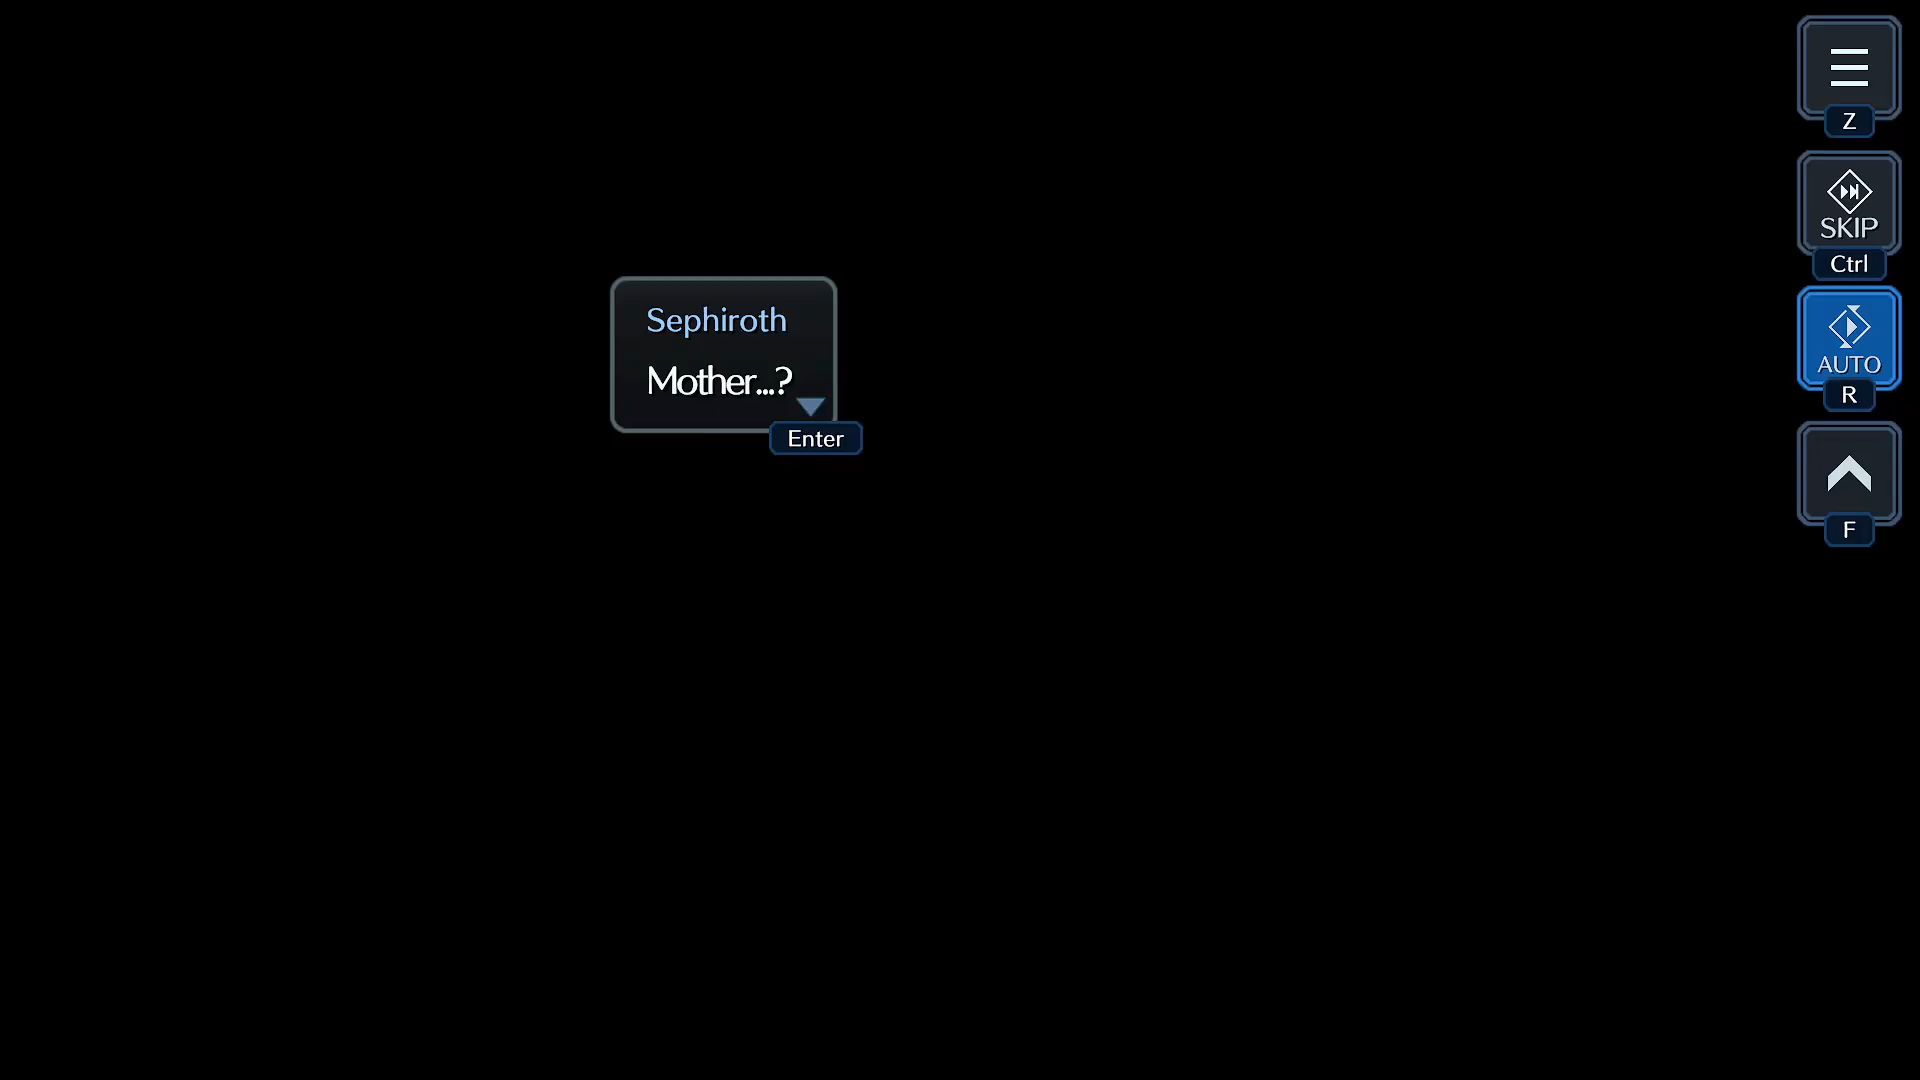 Z
SKIP
Ctrl
Sephiroth
Mother...?
Enter
AUTO
R
F